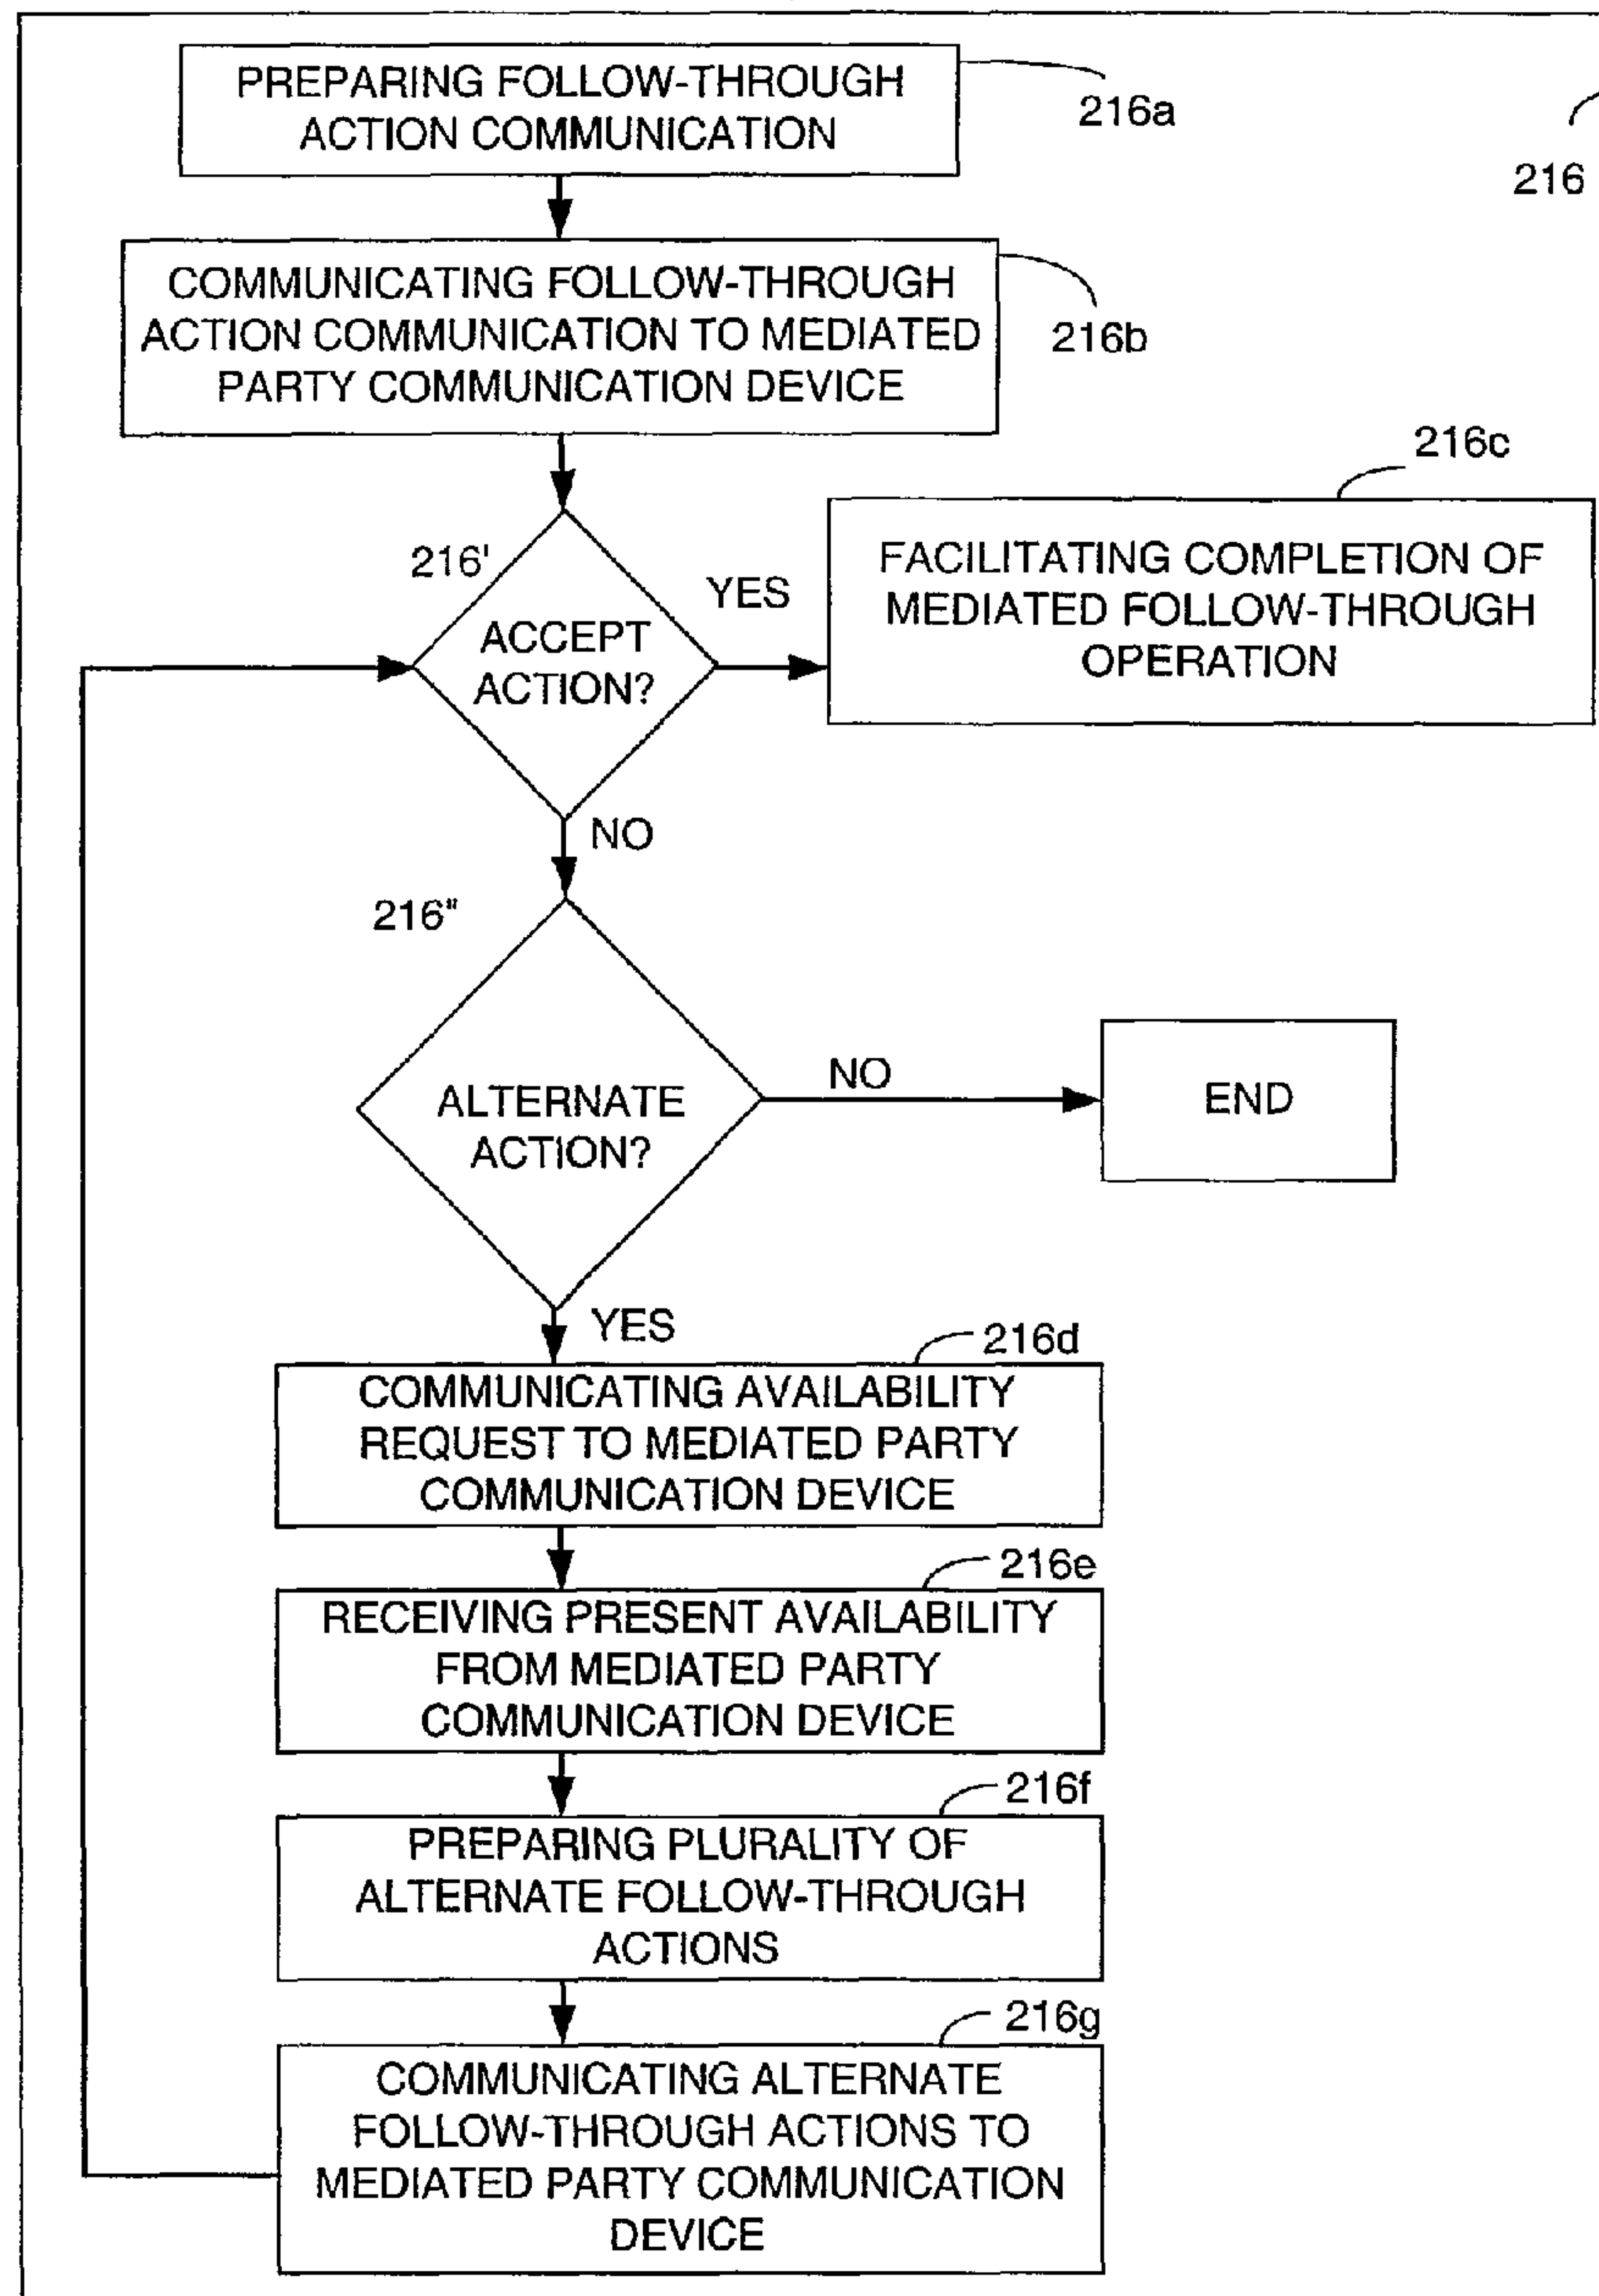 PREPARING FOLLOW-THROUGH
ACTION COMMUNICATION
216a
216
COMMUNICATING FOLLOW-THROUGH
ACTION COMMUNICATION TO MEDIATED
PARTY COMMUNICATION DEVICE
216b
216c
FACILITATING COMPLETION OF
MEDIATED FOLLOW-THROUGH
OPERATION
216'
YES
ACCEPT
ACTION?
NO
216"
ALTERNATE
ACTION?
NO
END
YES
216d
COMMUNICATING AVAILABILITY
REQUEST TO MEDIATED PARTY
COMMUNICATION DEVICE
216e
RECEIVING PRESENT AVAILABILITY
FROM MEDIATED PARTY
COMMUNICATION DEVICE
216f
PREPARING PLURALITY OF
ALTERNATE FOLLOW-THROUGH
ACTIONS
216g
COMMUNICATING ALTERNATE
FOLLOW-THROUGH ACTIONS TO
MEDIATED PARTY COMMUNICATION
DEVICE